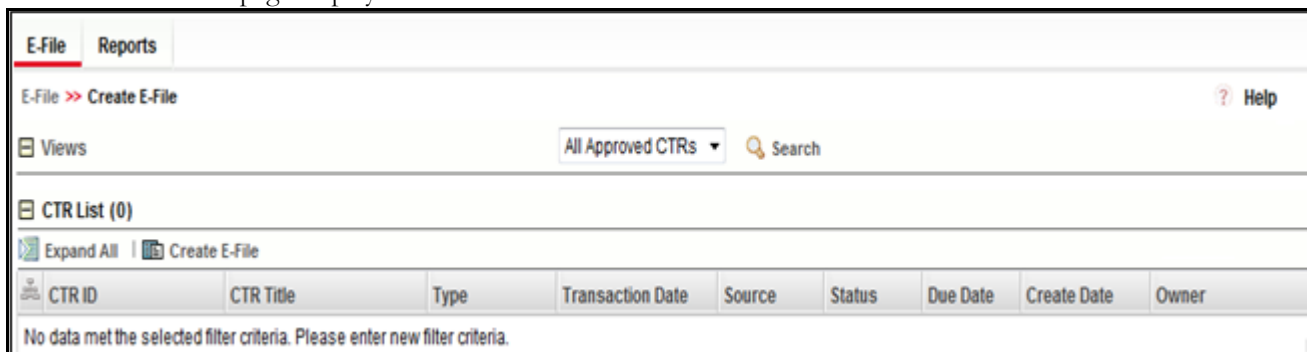 E-File Reports
E-File >> Create E-File ? Help
Views All Approved CTRs Search
CTR List (0)
Expand All | Create E-File
CTR ID CTR Title Type Transaction Date Source Status Due Date Create Date Owner
No data met the selected filter criteria. Please enter new filter criteria.